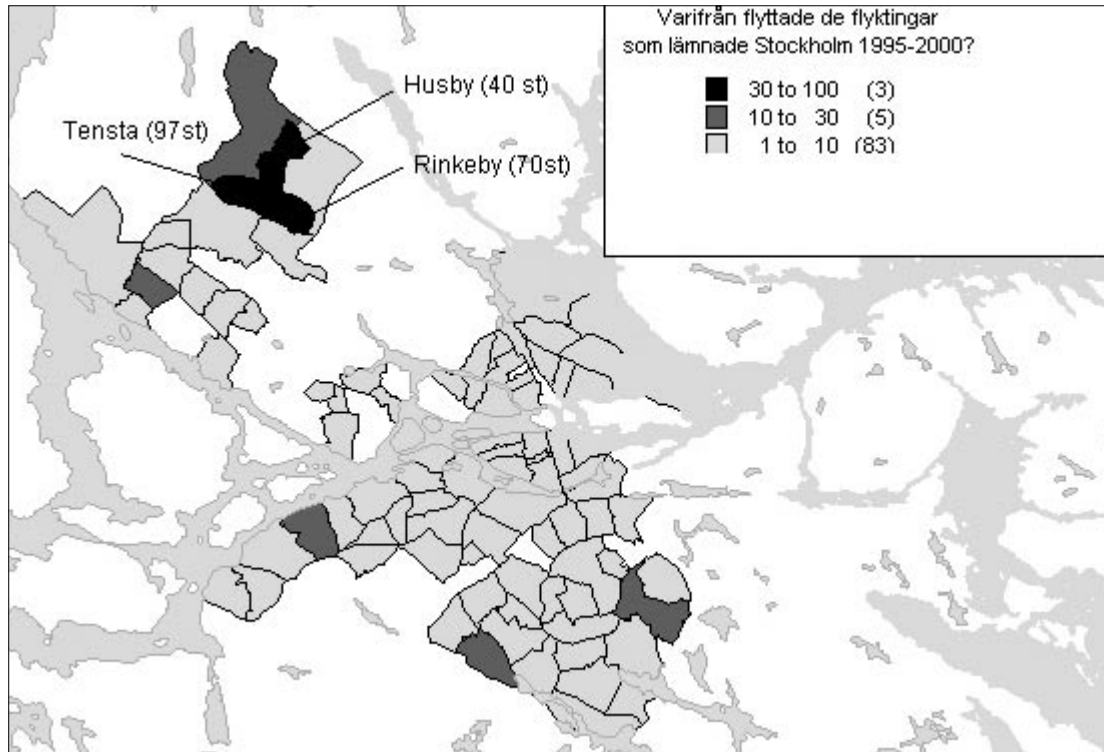 Varifrån flyttade de flyktingar
som lämnade Stockholm 1995-2000?
30 to 100 (3)
10 to 30 (5)
1 to 10 (83)
Husby (40 st)
Tensta (97st)
Rinkeby (70st)